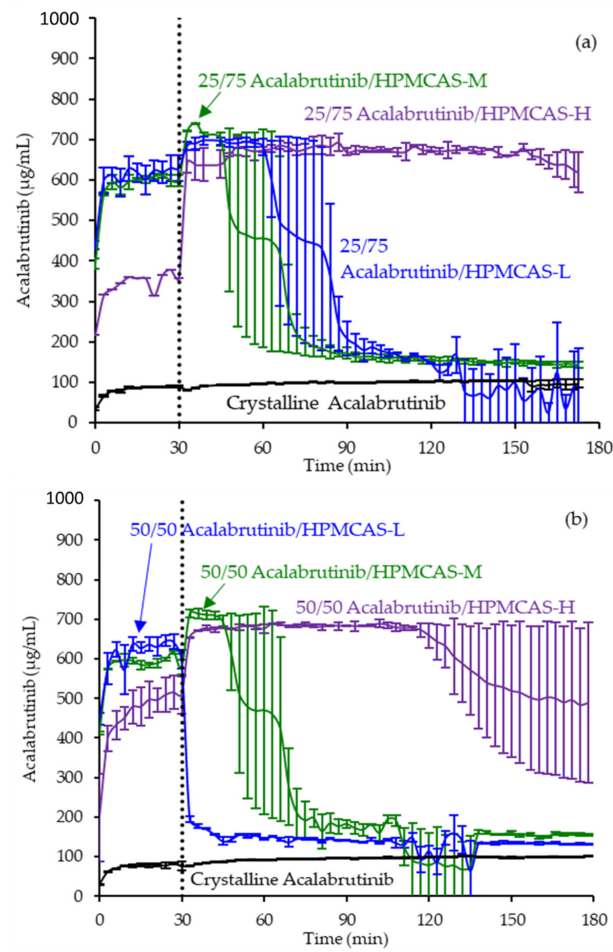 1000
(a)
900
25/75 Acalabrutinib/HPMCAS-M
800
25/75 Acalabrutinib/HPMCAS-H
700
600
Acalabrutinib (µg/mL)
500
25/75
400
Acalabrutinib/HPMCAS-L
300
200
100
Crystalline Acalabrutinib
0
0 30 60 90 120 150 180
Time (min)
1000
(b)
900
50/50 Acalabrutinib/HPMCAS-L
800
50/50 Acalabrutinib/HPMCAS-M
700
50/50 Acalabrutinib/HPMCAS-H
600
Acalabrutinib (µg/mL)
500
400
300
200
100
Crystalline Acalabrutinib
0
0 30 60 90 120 150 180
Time (min)